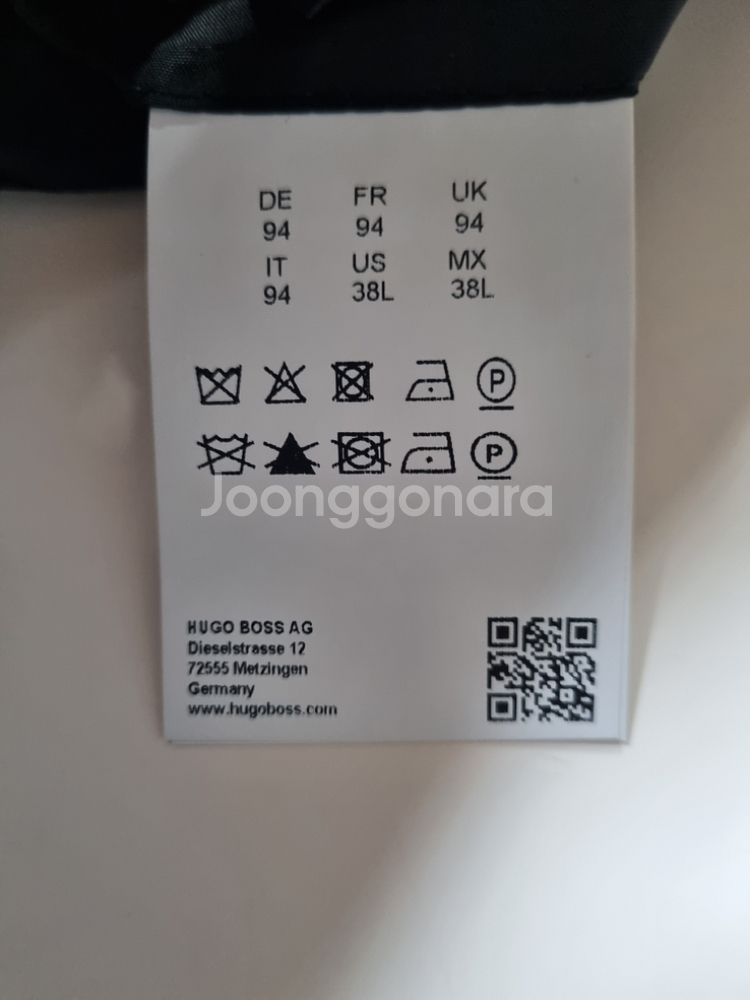 DE FR UK
94 94 94
IT US MX
94 38L 38L
P
P
Joonggonara
HUGO BOSS AG
Dieselstrasse 12
72555 Metzingen
Germany
www.hugoboss.com